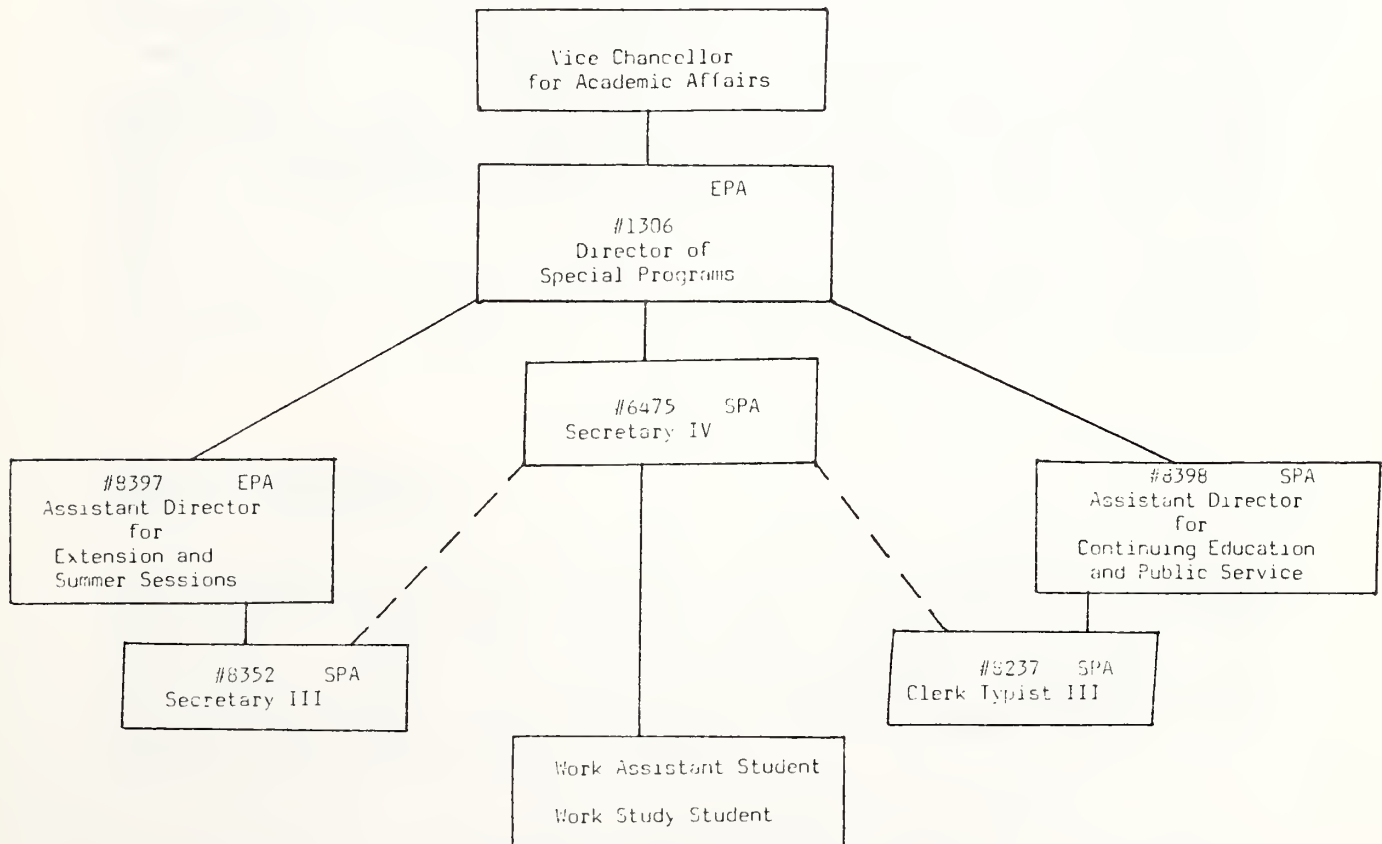 Vice Chancellor
for Academic Affairs
EPA
#1306
Director of
Special Programs
#6475 SPA
Secretary IV
#8397 EPA
Assistant Director
for
Extension and
Summer Sessions
#8398 SPA
Assistant Director
for
Continuing Education
and Public Service
#8352 SPA
Secretary III
#8237 SPA
Clerk Typist III
Work Assistant Student
Work Study Student